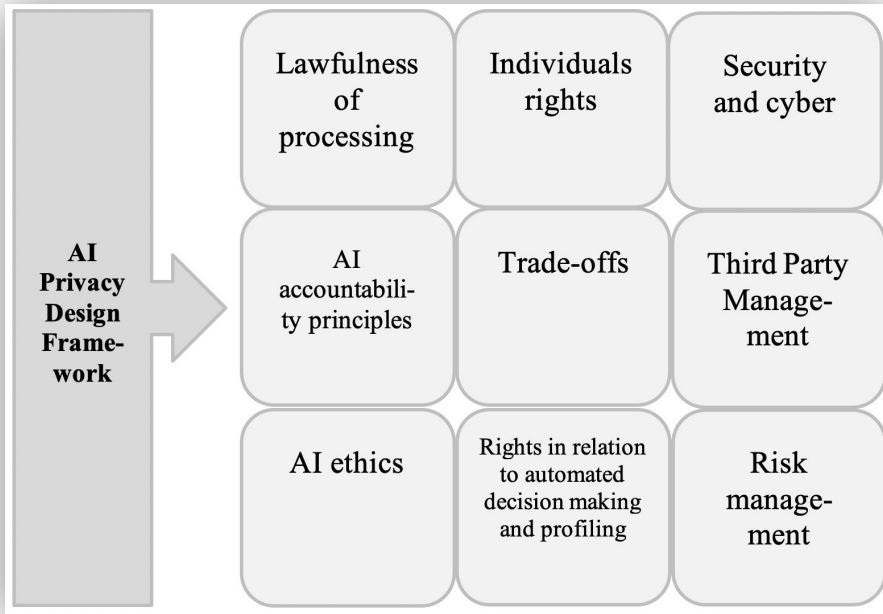 AI
Privacy
Design
Frame-
work
Lawfulness
of
processing
Individuals
rights
Security
and cyber
AI
accountabili-
ty principles
Trade-offs
Third Party
Manage-
ment
AI ethics
Rights in relation
to automated
decision making
and profiling
Risk
manage-
ment